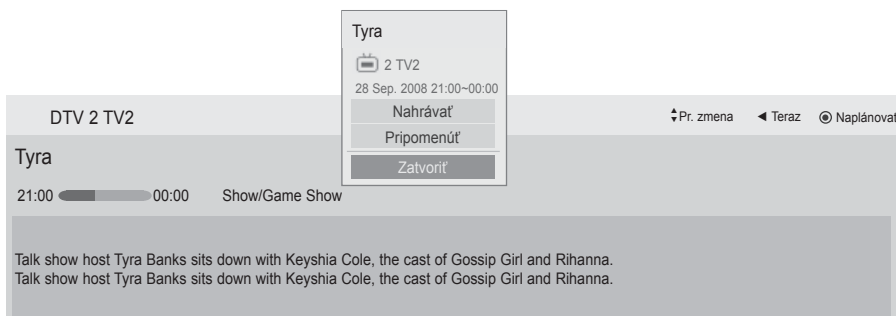 Tyra
2 TV2
28 Sep. 2008 21:00~00:00
Nahrávať
Pripomenúť
Zatvoriť
DTV 2 TV2
Pr. zmena ◀ Teraz ◉ Naplánovať
Tyra
21:00 00:00 Show/Game Show
Talk show host Tyra Banks sits down with Keyshia Cole, the cast of Gossip Girl and Rihanna.
Talk show host Tyra Banks sits down with Keyshia Cole, the cast of Gossip Girl and Rihanna.